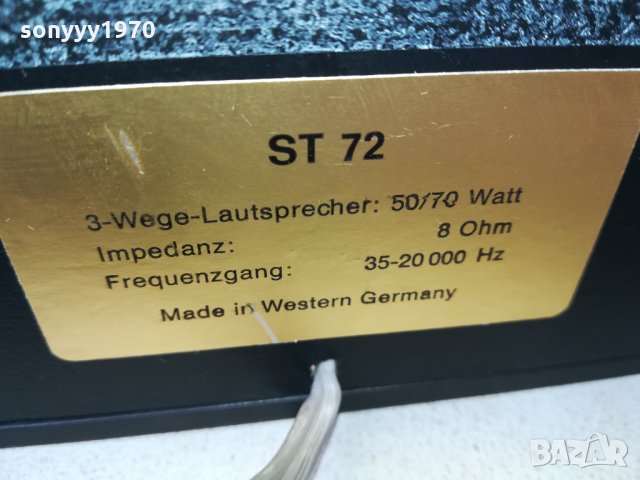 sonyyy1970
ST 72
3-Wege-Lautsprecher: 50/70 Watt
Impedanz: 8 Ohm
Frequenzgang: 35-20 000 Hz
Made in Western Germany
BAZAR